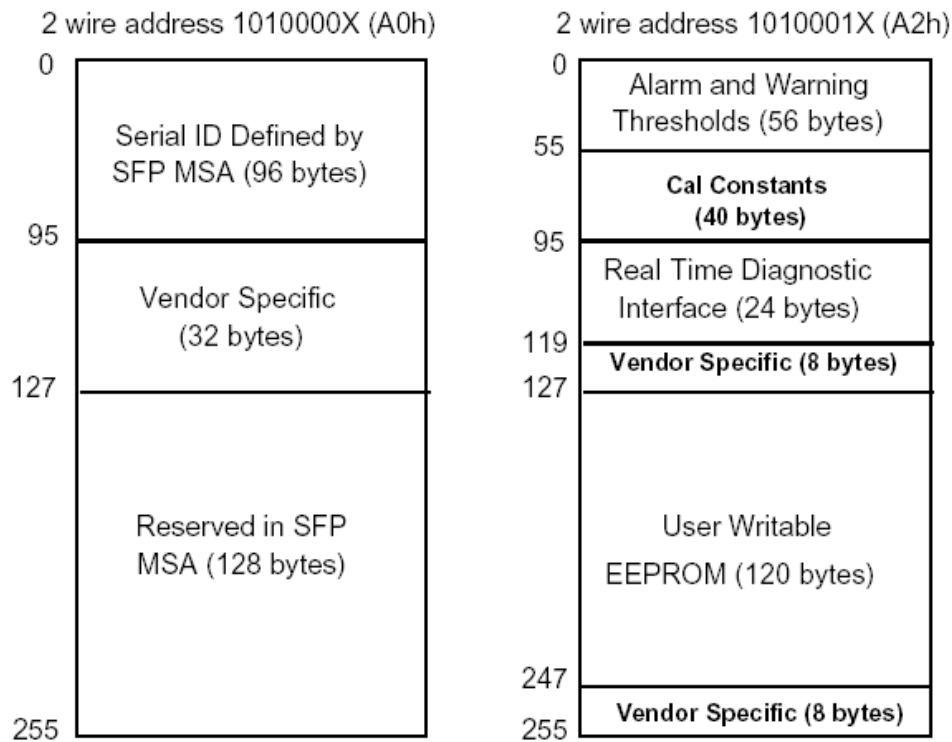 2 wire address 1010000X (A0h)
0
Serial ID Defined by
SFP MSA (96 bytes)
95
Vendor Specific
(32 bytes)
127
Reserved in SFP
MSA (128 bytes)
255
2 wire address 1010001X (A2h)
0
Alarm and Warning
Thresholds (56 bytes)
55
Cal Constants
(40 bytes)
95
Real Time Diagnostic
Interface (24 bytes)
119
Vendor Specific (8 bytes)
127
User Writable
EEPROM (120 bytes)
247
Vendor Specific (8 bytes)
255